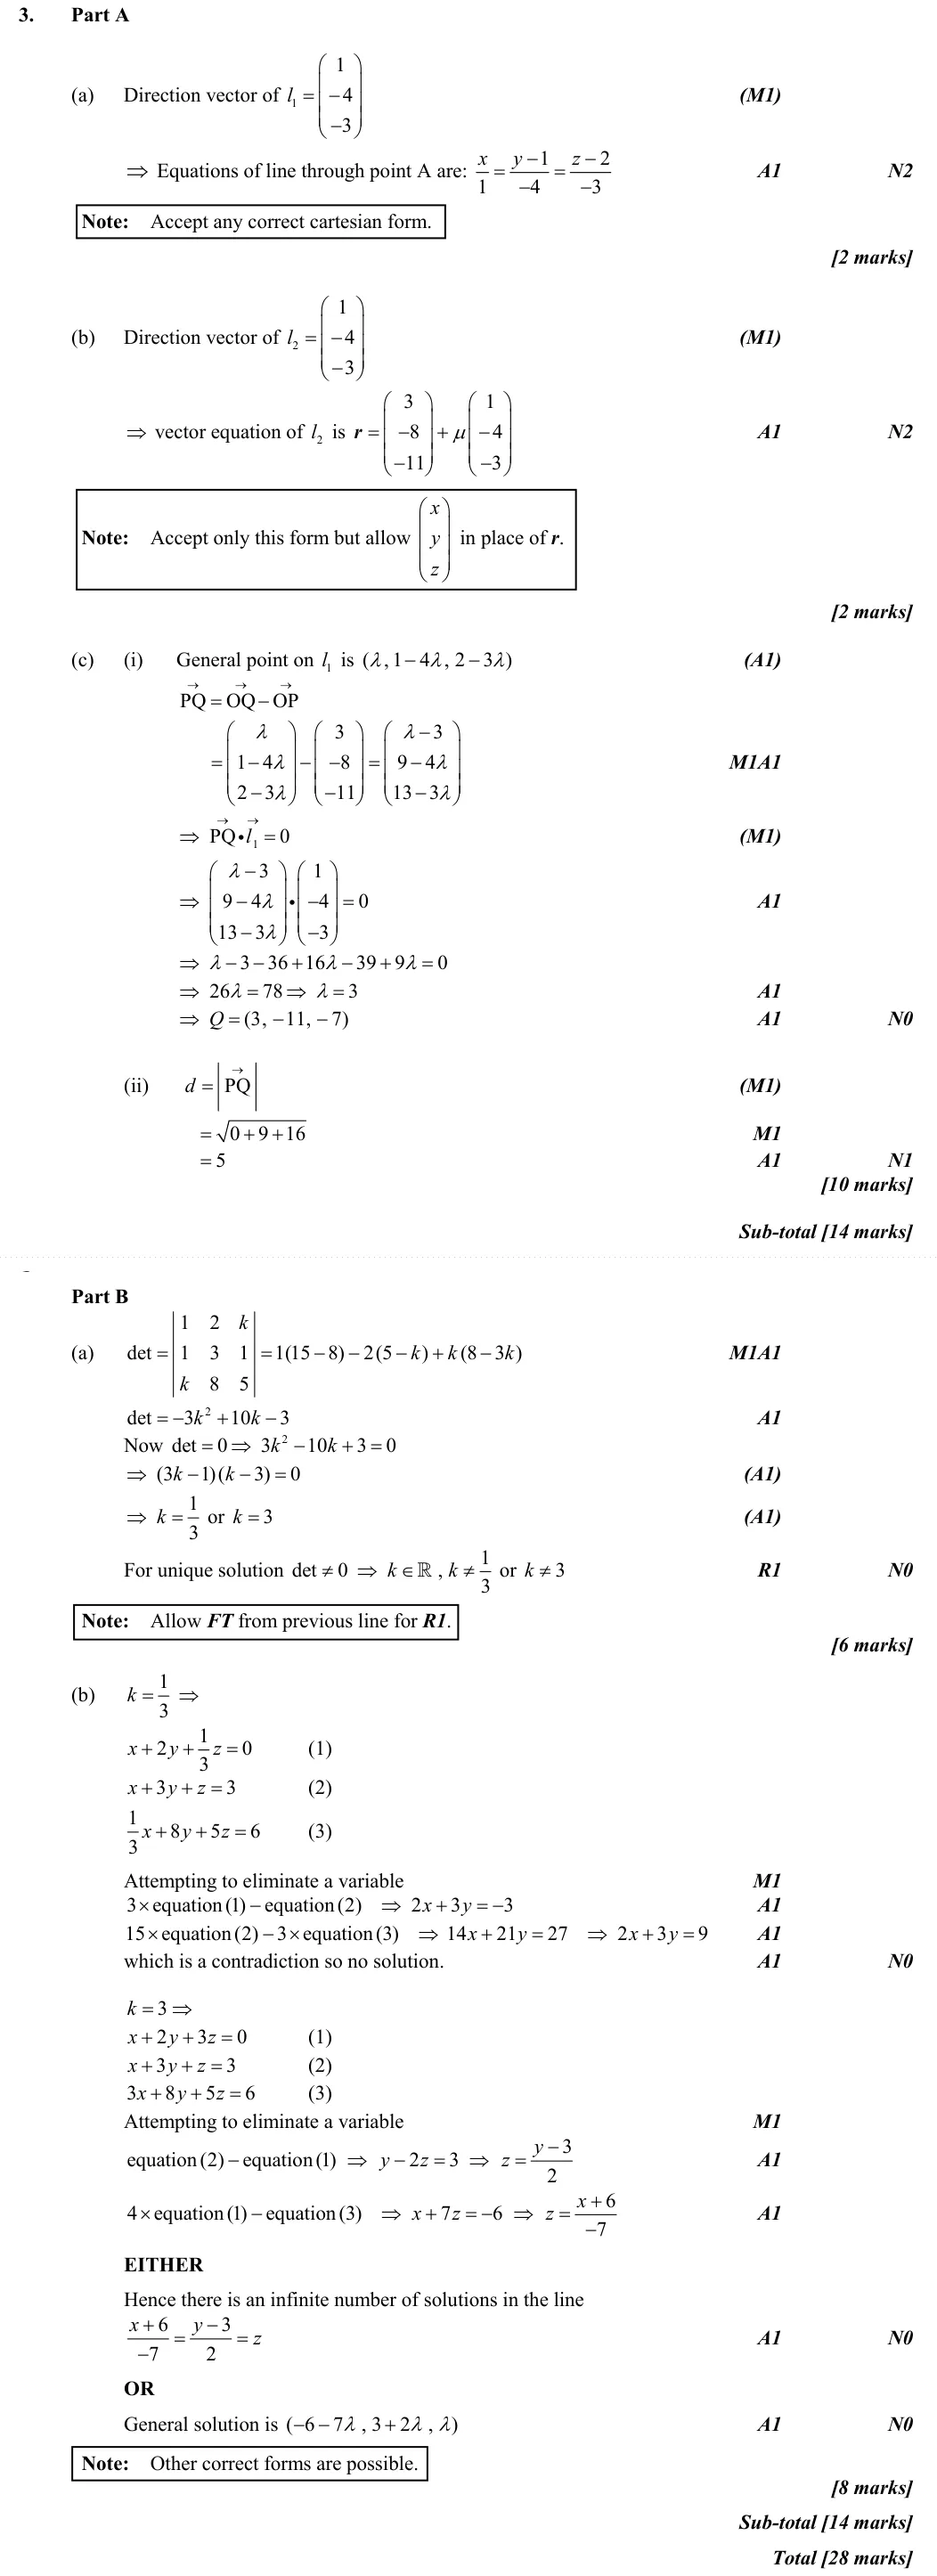 3. Part A
(a) Direction vector of l₁ = (1, −4, −3) (M1)
⇒ Equations of line through point A are: x/1 = (y−1)/−4 = (z−2)/−3 A1 N2
Note: Accept any correct cartesian form.
[2 marks]
(b) Direction vector of l₂ = (1, −4, −3) (M1)
⇒ vector equation of l₂ is r = (3, −8, −11) + μ(1, −4, −3) A1 N2
Note: Accept only this form but allow (x, y, z) in place of r.
[2 marks]
(c) (i) General point on l₁ is (λ, 1−4λ, 2−3λ) (A1)
PQ→ = OQ→ − OP→
= (λ, 1−4λ, 2−3λ) − (3, −8, −11) = (λ−3, 9−4λ, 13−3λ) M1A1
⇒ PQ→ • l₁→ = 0 (M1)
⇒ (λ−3, 9−4λ, 13−3λ) • (1, −4, −3) = 0 A1
⇒ λ−3−36+16λ−39+9λ = 0
⇒ 26λ = 78 ⇒ λ = 3 A1
⇒ Q = (3, −11, −7) A1 N0
(ii) d = |PQ→| (M1)
= √(0+9+16) M1
= 5 A1 N1
[10 marks]
Sub-total [14 marks]
Part B
(a) det = |1 2 k; 1 3 1; k 8 5| = 1(15−8)−2(5−k)+k(8−3k) M1A1
det = −3k²+10k−3 A1
Now det = 0 ⇒ 3k²−10k+3 = 0
⇒ (3k−1)(k−3) = 0 (A1)
⇒ k = 1/3 or k = 3 (A1)
For unique solution det ≠ 0 ⇒ k ∈ ℝ, k ≠ 1/3 or k ≠ 3 R1 N0
Note: Allow FT from previous line for R1.
[6 marks]
(b) k = 1/3 ⇒
x+2y+1/3z = 0 (1)
x+3y+z = 3 (2)
1/3x+8y+5z = 6 (3)
Attempting to eliminate a variable M1
3×equation(1)−equation(2) ⇒ 2x+3y = −3 A1
15×equation(2)−3×equation(3) ⇒ 14x+21y = 27 ⇒ 2x+3y = 9 A1
which is a contradiction so no solution. A1 N0
k = 3 ⇒
x+2y+3z = 0 (1)
x+3y+z = 3 (2)
3x+8y+5z = 6 (3)
Attempting to eliminate a variable M1
equation(2)−equation(1) ⇒ y−2z = 3 ⇒ z = (y−3)/2 A1
4×equation(1)−equation(3) ⇒ x+7z = −6 ⇒ z = (x+6)/−7 A1
EITHER
Hence there is an infinite number of solutions in the line
(x+6)/−7 = (y−3)/2 = z A1 N0
OR
General solution is (−6−7λ, 3+2λ, λ) A1 N0
Note: Other correct forms are possible.
[8 marks]
Sub-total [14 marks]
Total [28 marks]